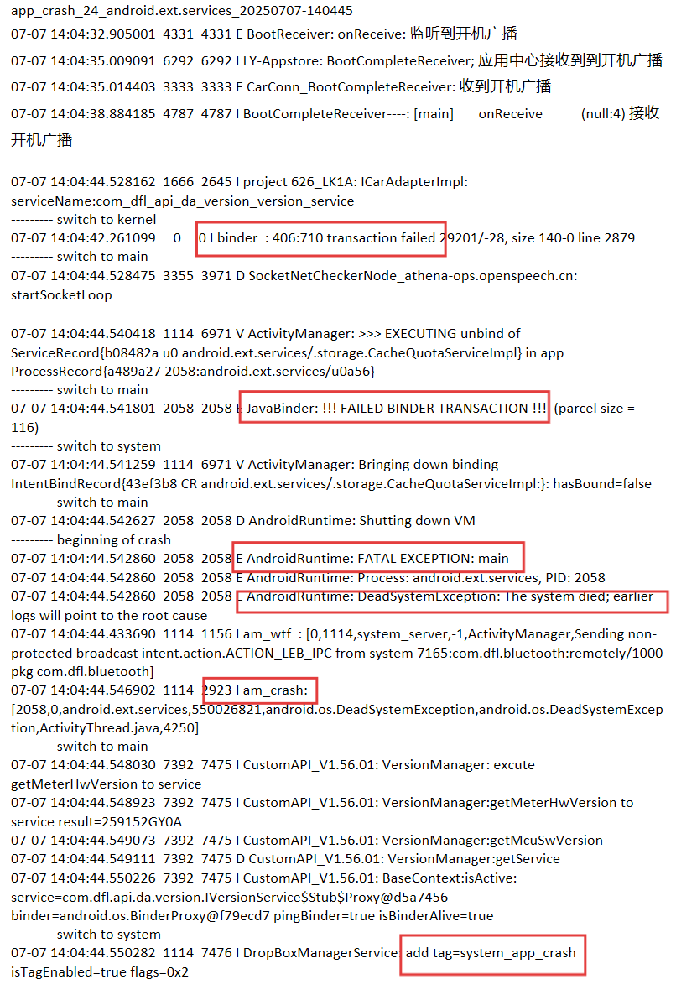 app_crash_24_android.ext.services_20250707-140445
07-07 14:04:32.905001  4331  4331 E BootReceiver: onReceive: 监听到开机广播
07-07 14:04:35.009091  6292  6292 I LY-Appstore: BootCompleteReceiver; 应用中心接收到到开机广播
07-07 14:04:35.014403  3333  3333 E CarConn_BootCompleteReceiver: 收到开机广播
07-07 14:04:38.884185  4787  4787 I BootCompleteReceiver----: [main]      onReceive         (null:4) 接收
开机广播
07-07 14:04:44.528162  1666  2645 I project 626_LK1A: ICarAdapterImpl:
serviceName:com_dfl_api_da_version_version_service
--------- switch to kernel
07-07 14:04:42.261099     0     0 I binder  : 406:710 transaction failed 29201/-28, size 140-0 line 2879
--------- switch to main
07-07 14:04:44.528475  3355  3971 D SocketNetCheckerNode_athena-ops.openspeech.cn:
startSocketLoop
07-07 14:04:44.540418  1114  6971 V ActivityManager: >>> EXECUTING unbind of
ServiceRecord{b08482a u0 android.ext.services/.storage.CacheQuotaServiceImpl} in app
ProcessRecord{a489a27 2058:android.ext.services/u0a56}
--------- switch to main
07-07 14:04:44.541801  2058  2058 E JavaBinder: !!! FAILED BINDER TRANSACTION !!!  (parcel size =
116)
--------- switch to system
07-07 14:04:44.541259  1114  6971 V ActivityManager: Bringing down binding
IntentBindRecord{43ef3b8 CR android.ext.services/.storage.CacheQuotaServiceImpl:}: hasBound=false
--------- switch to main
07-07 14:04:44.542627  2058  2058 D AndroidRuntime: Shutting down VM
--------- beginning of crash
07-07 14:04:44.542860  2058  2058 E AndroidRuntime: FATAL EXCEPTION: main
07-07 14:04:44.542860  2058  2058 E AndroidRuntime: Process: android.ext.services, PID: 2058
07-07 14:04:44.542860  2058  2058 E AndroidRuntime: DeadSystemException: The system died; earlier
logs will point to the root cause
07-07 14:04:44.433690  1114  1156 I am_wtf  : [0,1114,system_server,-1,ActivityManager,Sending non-
protected broadcast intent.action.ACTION_LEB_IPC from system 7165:com.dfl.bluetooth:remotely/1000
pkg com.dfl.bluetooth]
07-07 14:04:44.546902  1114  2923 I am_crash:
[2058,0,android.ext.services,550026821,android.os.DeadSystemException,android.os.DeadSystemExcep
tion,ActivityThread.java,4250]
--------- switch to main
07-07 14:04:44.548030  7392  7475 I CustomAPI_V1.56.01: VersionManager: excute
getMeterHwVersion to service
07-07 14:04:44.548923  7392  7475 I CustomAPI_V1.56.01: VersionManager:getMeterHwVersion to
service result=259152GY0A
07-07 14:04:44.549073  7392  7475 I CustomAPI_V1.56.01: VersionManager:getMcuSwVersion
07-07 14:04:44.549111  7392  7475 D CustomAPI_V1.56.01: VersionManager:getService
07-07 14:04:44.550226  7392  7475 I CustomAPI_V1.56.01: BaseContext:isActive:
service=com.dfl.api.da.version.IVersionService$Stub$Proxy@d5a7456
binder=android.os.BinderProxy@f79ecd7 pingBinder=true isBinderAlive=true
--------- switch to system
07-07 14:04:44.550282  1114  7476 I DropBoxManagerService: add tag=system_app_crash
isTagEnabled=true flags=0x2